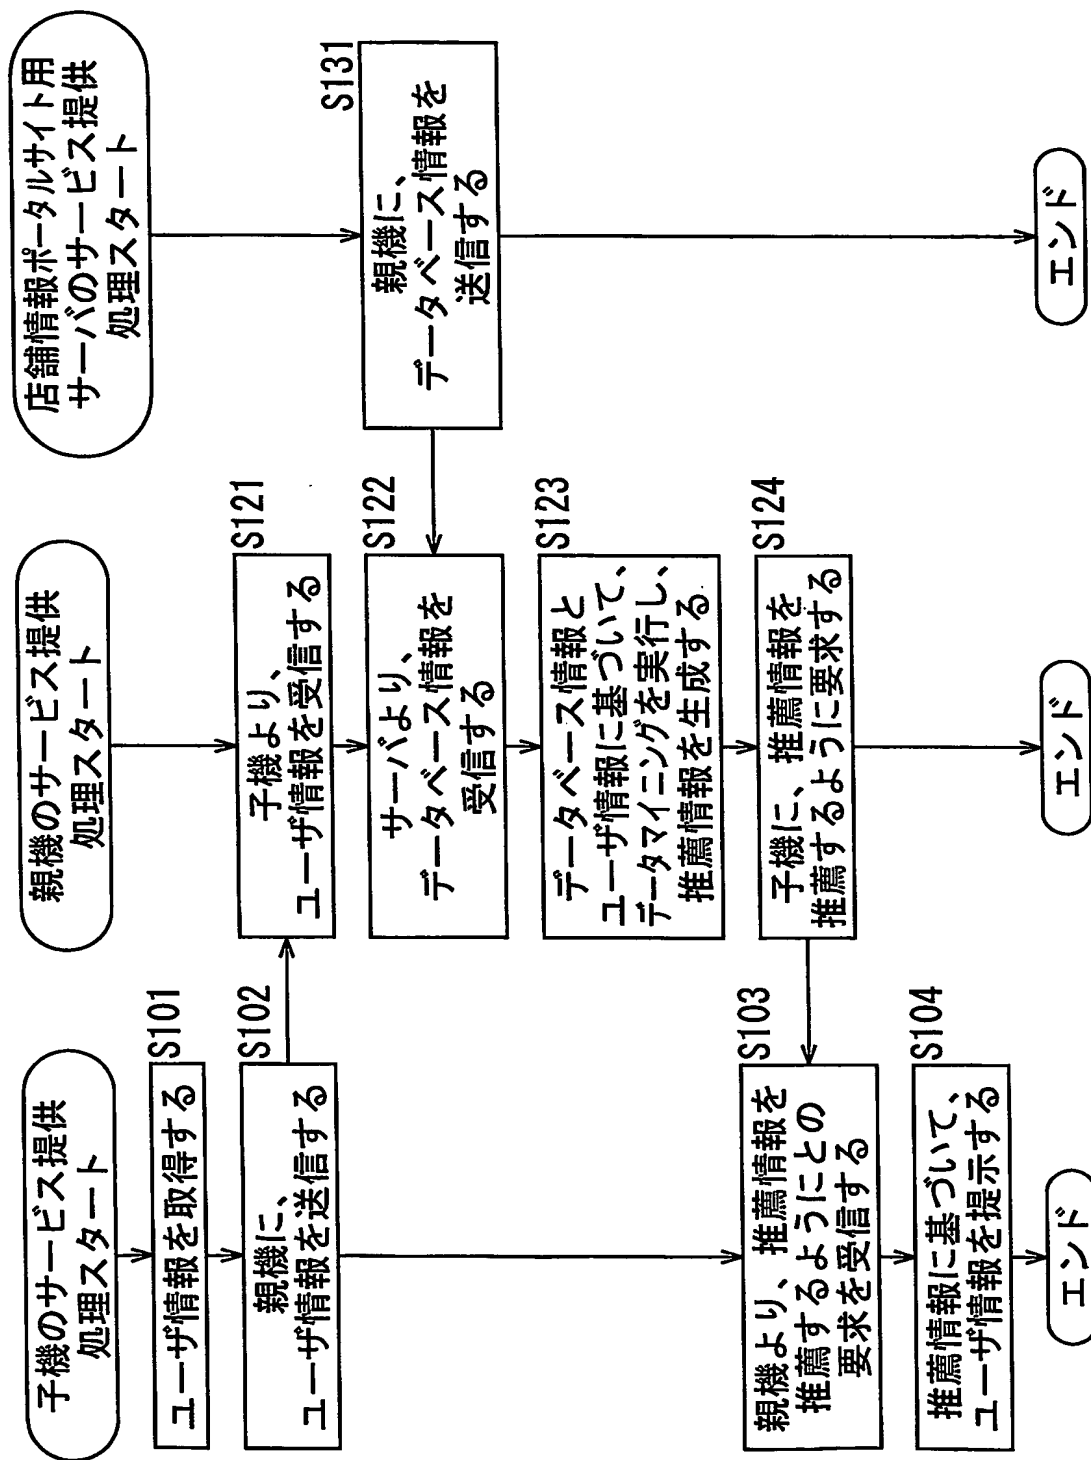 子機のサービス提供
処理スタート
S101
ユーザ情報を取得する
S102
親機に、
ユーザ情報を送信する
S103
親機より、推薦情報を
推薦するようにとの
要求を受信する
S104
推薦情報に基づいて、
ユーザ情報を提示する
エンド
親機のサービス提供
処理スタート
S121
子機より、
ユーザ情報を受信する
S122
サーバより、
データベース情報を
受信する
S123
データベース情報と
ユーザ情報に基づいて、
データマイニングを実行し、
推薦情報を生成する
S124
子機に、推薦情報を
推薦するように要求する
エンド
店舗情報ポータルサイト用
サーバのサービス提供
処理スタート
S131
親機に、
データベース情報を
送信する
エンド